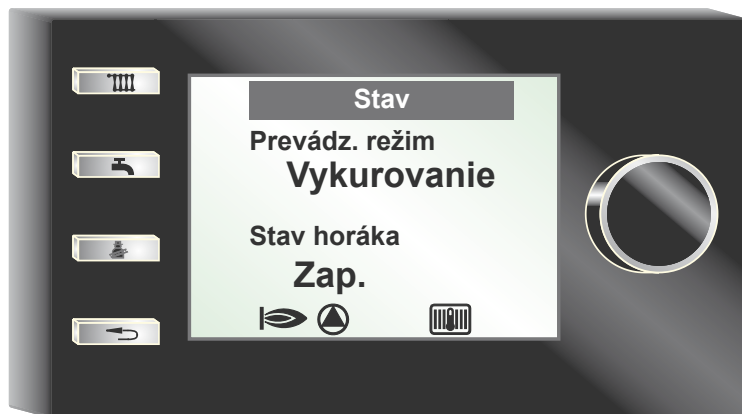 Stav
Prevádz. režim
Vykurovanie
Stav horáka
Zap.